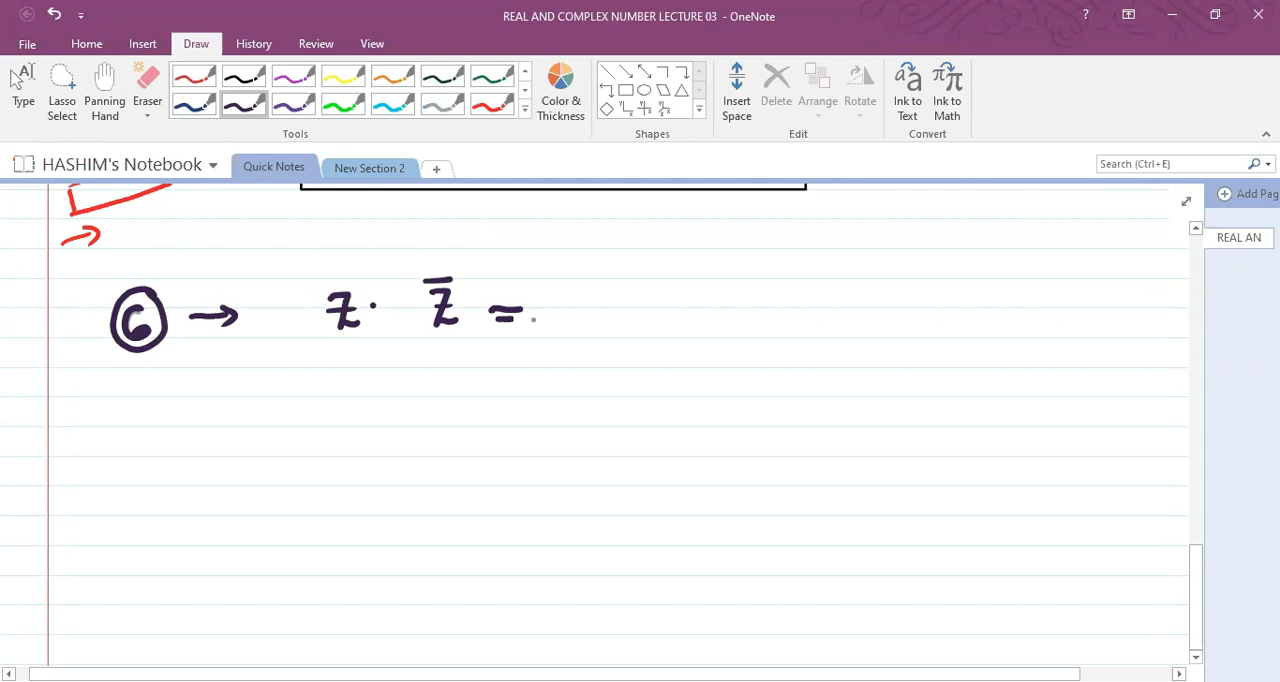 REAL AND COMPLEX NUMBER LECTURE 03 - OneNote
File Home Insert Draw History Review View
Type Lasso Select Panning Hand Eraser
Color & Thickness
Insert Space Delete Arrange Rotate Ink to Text Ink to Math
Tools Shapes Edit Convert
HASHIM's Notebook Quick Notes New Section 2 Search (Ctrl+E)
Add Pag
REAL AN
⑥ → z · z̄ =